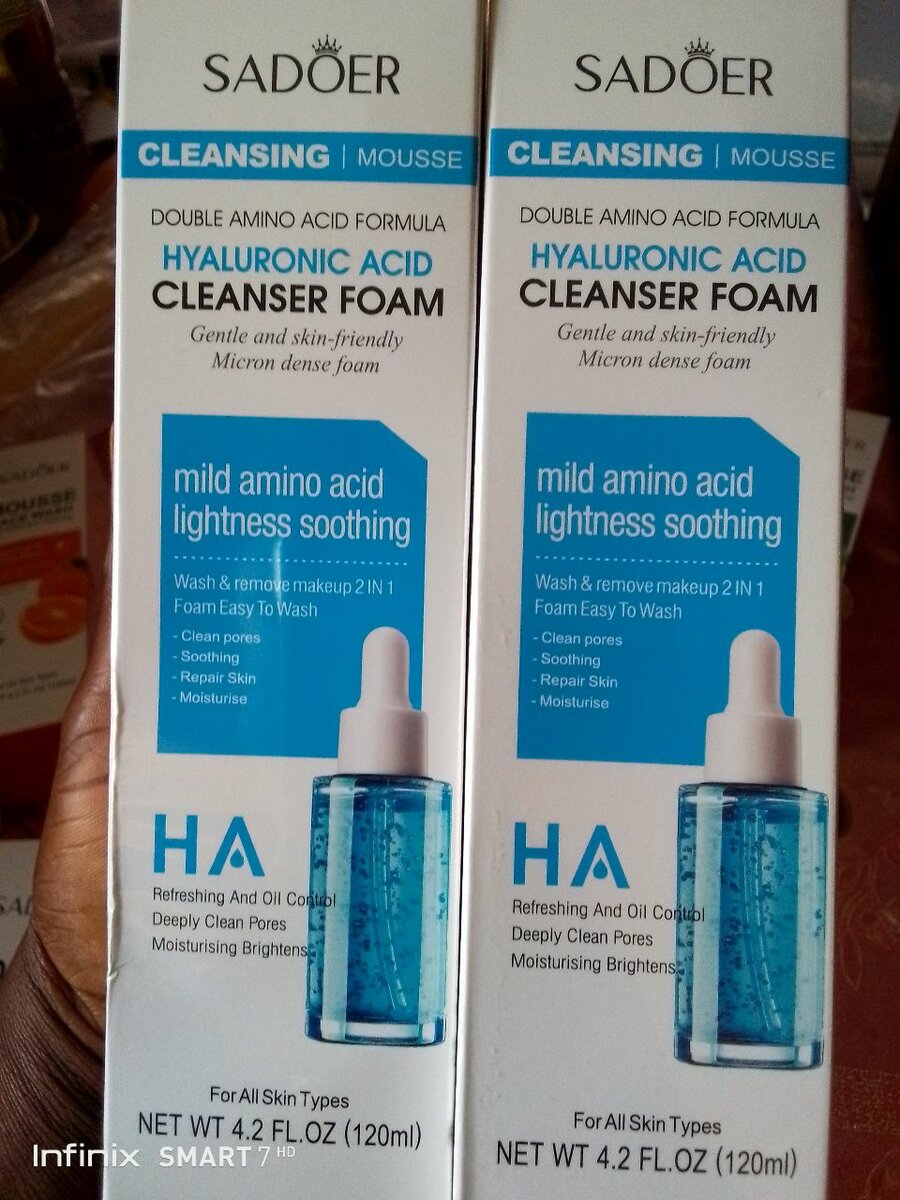 SADOER
CLEANSING | MOUSSE
DOUBLE AMINO ACID FORMULA
HYALURONIC ACID
CLEANSER FOAM
Gentle and skin-friendly
Micron dense foam
mild amino acid
lightness soothing
Wash & remove makeup 2 IN 1
Foam Easy To Wash
- Clean pores
- Soothing
- Repair Skin
- Moisturise
HA
Refreshing And Oil Control
Deeply Clean Pores
Moisturising Brightens
For All Skin Types
NET WT 4.2 FL.OZ (120ml)
SADOER
CLEANSING | MOUSSE
DOUBLE AMINO ACID FORMULA
HYALURONIC ACID
CLEANSER FOAM
Gentle and skin-friendly
Micron dense foam
mild amino acid
lightness soothing
Wash & remove makeup 2 IN 1
Foam Easy To Wash
- Clean pores
- Soothing
- Repair Skin
- Moisturise
HA
Refreshing And Oil Control
Deeply Clean Pores
Moisturising Brightens
For All Skin Types
NET WT 4.2 FL.OZ (120ml)
MOUSSE
Infinix SMART 7 HD